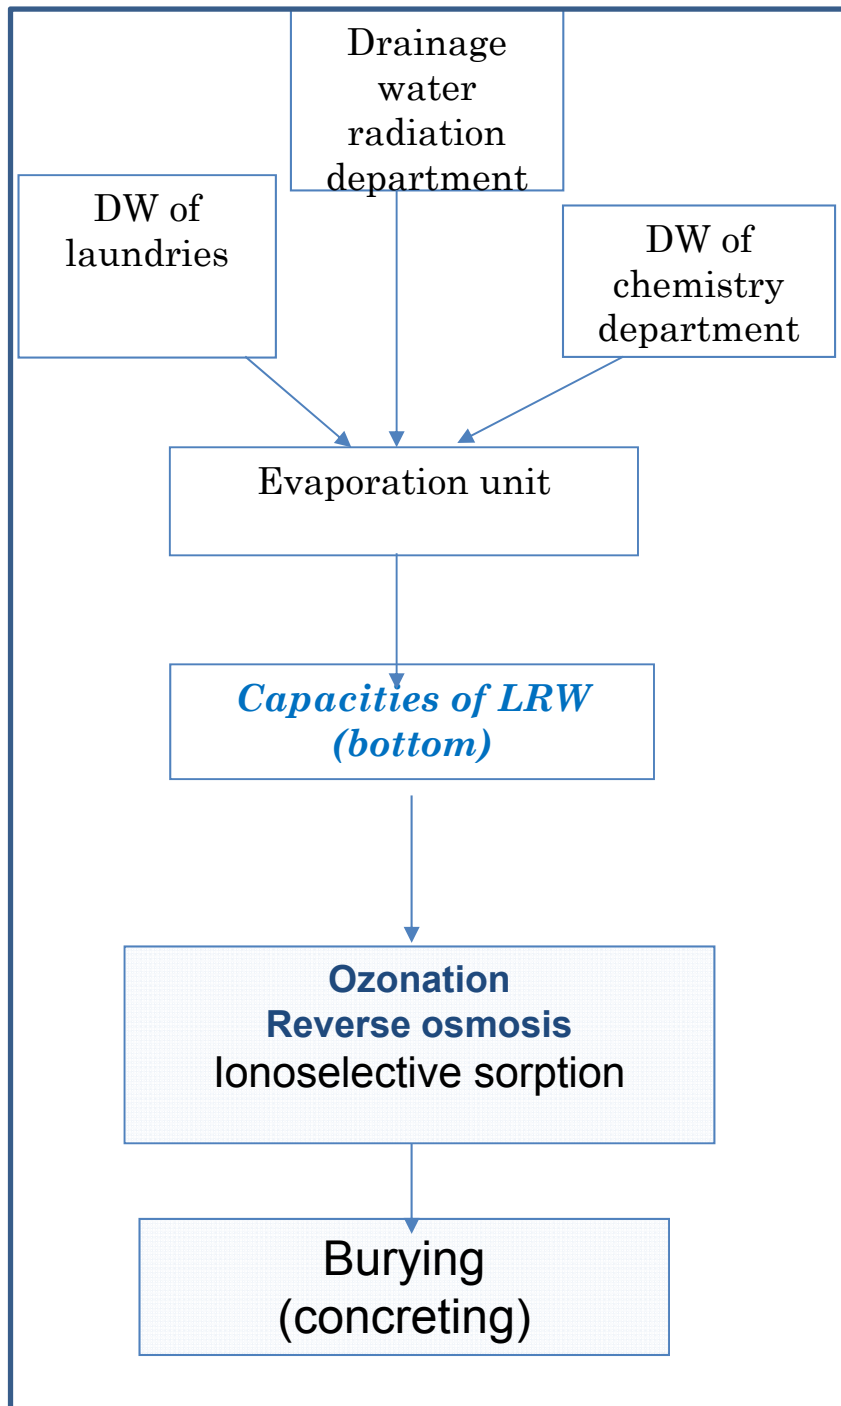 Drainage
water
radiation
department
DW of
laundries
DW of
chemistry
department
Evaporation unit
Capacities of LRW
(bottom)
Ozonation
Reverse osmosis
Ionoselective sorption
Burying
(concreting)